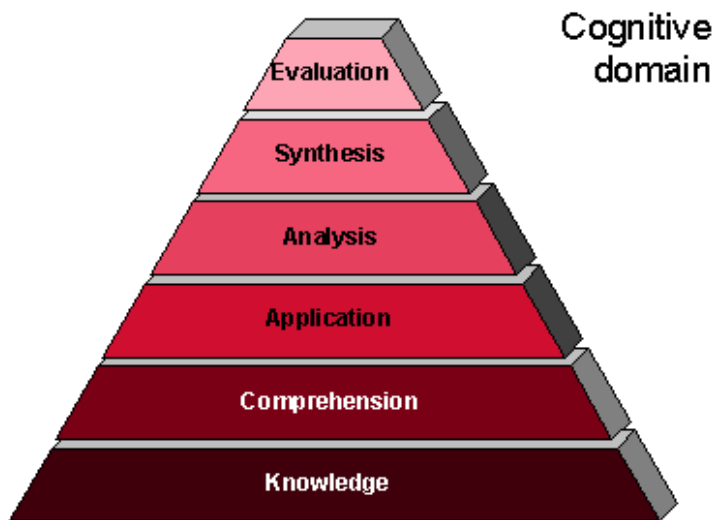 Cognitive
domain
Evaluation
Synthesis
Analysis
Application
Comprehension
Knowledge